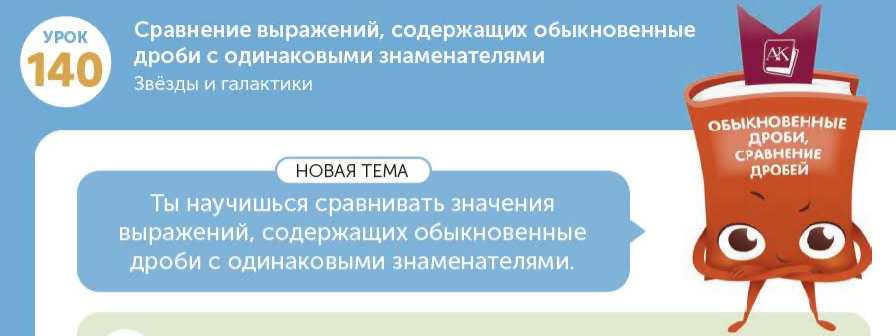 УРОК
140
Сравнение выражений, содержащих обыкновенные
дроби с одинаковыми знаменателями
Звёзды и галактики
АК
ОБЫКНОВЕННЫЕ
ДРОБИ,
СРАВНЕНИЕ
ДРОБЕЙ
НОВАЯ ТЕМА
Ты научишься сравнивать значения
выражений, содержащих обыкновенные
дроби с одинаковыми знаменателями.